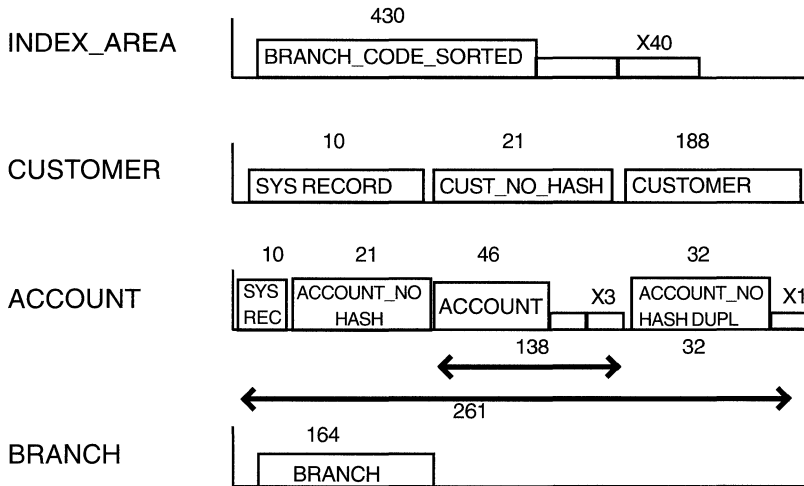 430
INDEX_AREA
BRANCH_CODE_SORTED
X40
10 21 188
CUSTOMER
SYS RECORD CUST_NO_HASH CUSTOMER
10 21 46 32
ACCOUNT
SYS
REC
ACCOUNT_NO
HASH
ACCOUNT
X3
ACCOUNT_NO
HASH DUPL
X1
138 32
261
164
BRANCH
BRANCH